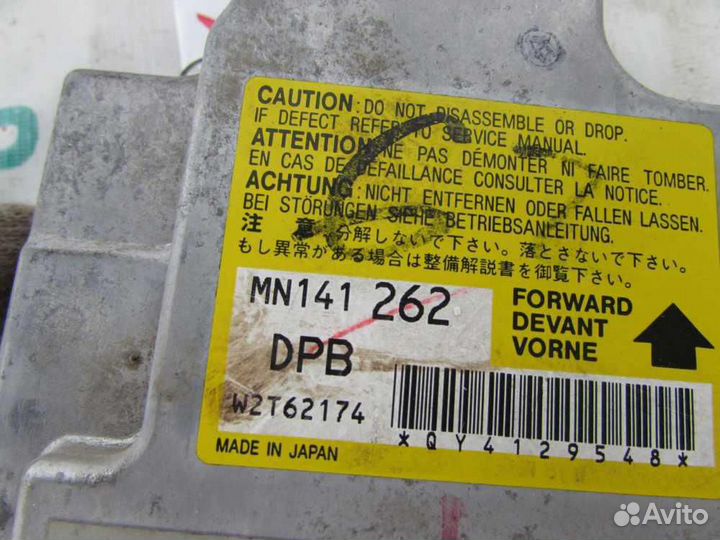 CAUTION : DO NOT DISASSEMBLE OR DROP.
IF DEFECT REFER TO SERVICE MANUAL.
ATTENTION : NE PAS DÉMONTER NI FAIRE TOMBER.
EN CAS DE DÉFAILLANCE CONSULTER LA NOTICE.
ACHTUNG : NICHT ENTFERNEN ODER FALLEN LASSEN.
BEI STÖRUNGEN SIEHE BETRIEBSANLEITUNG.
注 意 : 分解しないで下さい。落とさないで下さい。
もし異常がある場合は整備解説書を御覧下さい。
MN141 262
DPB
W2T62174
FORWARD
DEVANT
VORNE
*QY4129548*
MADE IN JAPAN
Avito